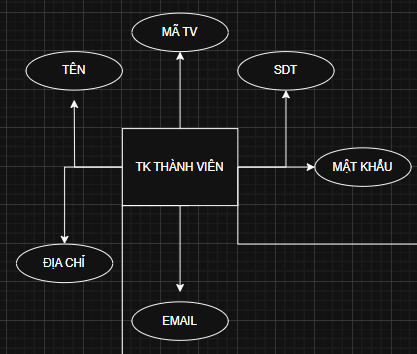 MÃ TV
TÊN
SDT
TK THÀNH VIÊN
MẬT KHẨU
ĐỊA CHỈ
EMAIL